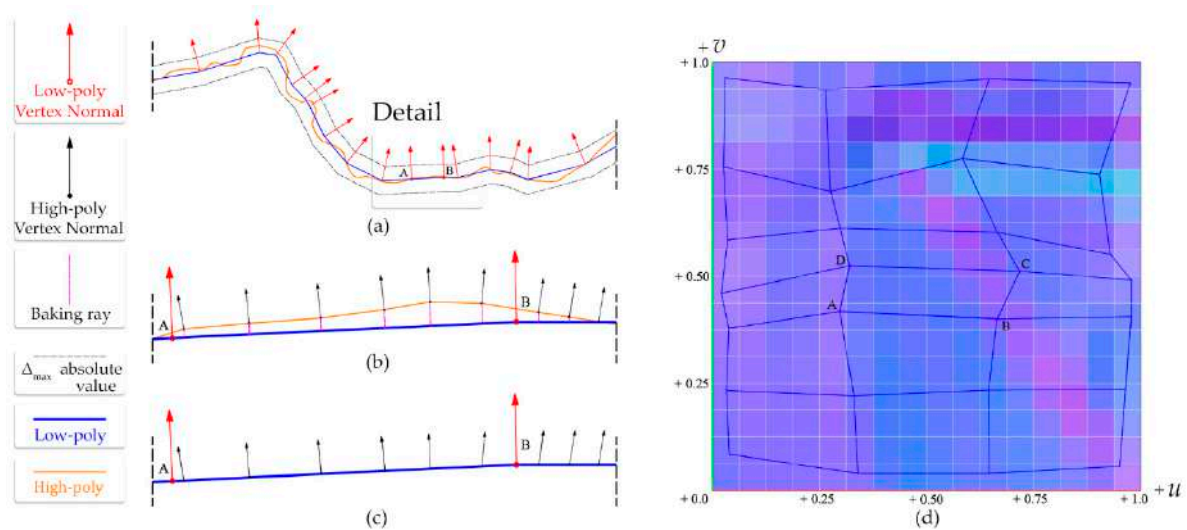 Low-poly
Vertex Normal
High-poly
Vertex Normal
Baking ray
Δmax absolute
value
Low-poly
High-poly
Detail
A
B
(a)
A
B
(b)
A
B
(c)
+v
+ 1.0
+ 0.75
+ 0.50
+ 0.25
+ 0.0
+ 0.25
+ 0.50
+ 0.75
+ 1.0
+u
D
C
A
B
(d)